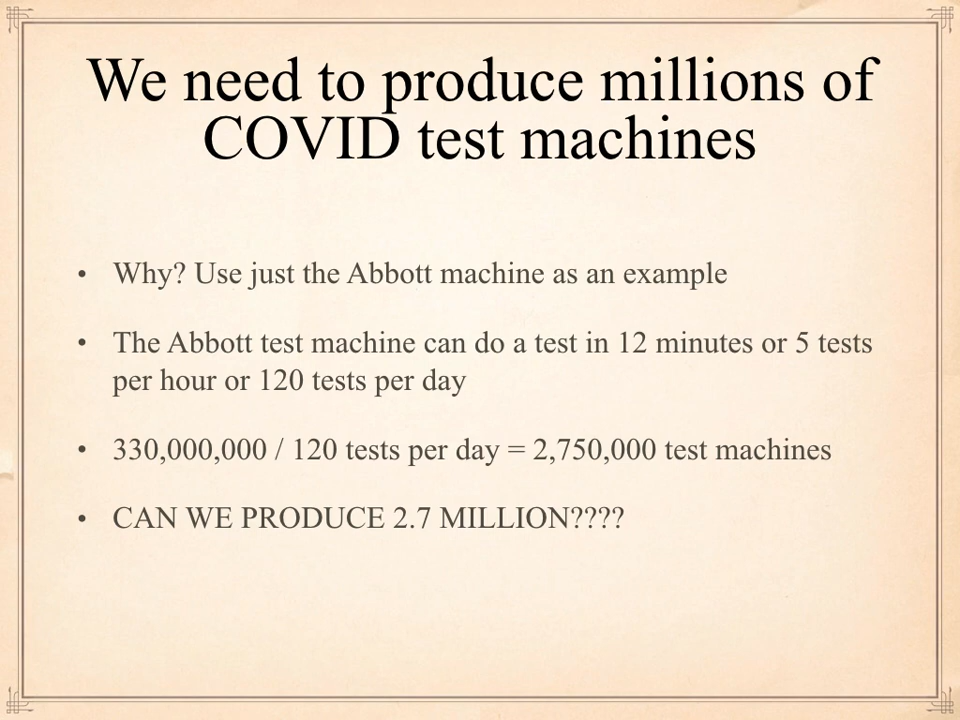 We need to produce millions of
COVID test machines
• Why? Use just the Abbott machine as an example
• The Abbott test machine can do a test in 12 minutes or 5 tests
per hour or 120 tests per day
• 330,000,000 / 120 tests per day = 2,750,000 test machines
• CAN WE PRODUCE 2.7 MILLION????